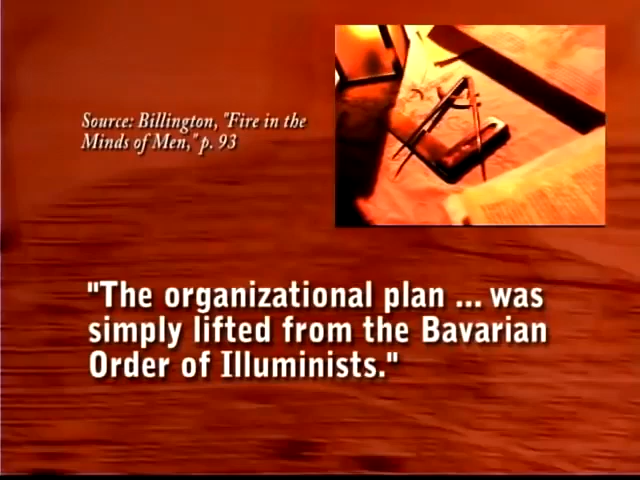 Source: Billington, "Fire in the
Minds of Men," p. 93
"The organizational plan ... was
simply lifted from the Bavarian
Order of Illuminists."